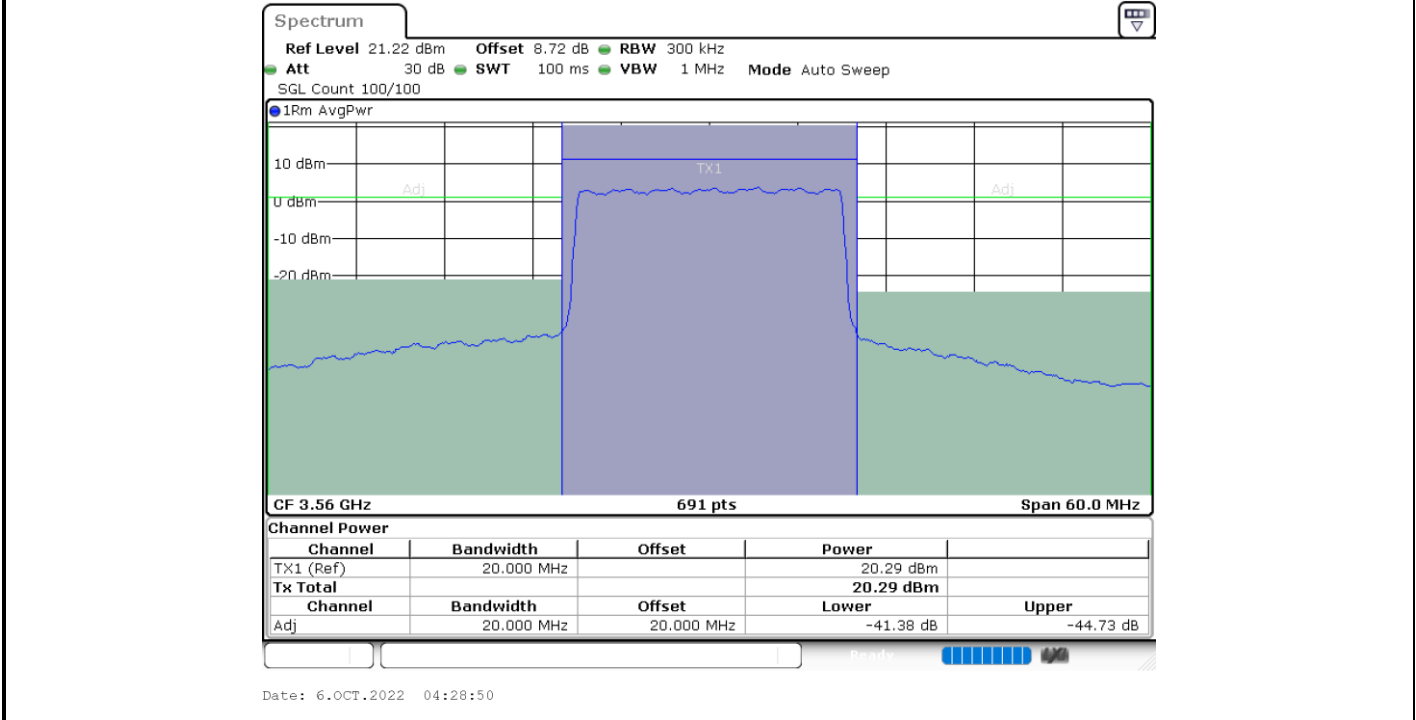 Spectrum
Ref Level 21.22 dBm Offset 8.72 dB RBW 300 kHz
Att 30 dB SWT 100 ms VBW 1 MHz Mode Auto Sweep
SGL Count 100/100
1Rm AvgPwr
10 dBm
TX1
Adj Adj
0 dBm
-10 dBm
-20 dBm
CF 3.56 GHz 691 pts Span 60.0 MHz
Channel Power
Channel Bandwidth Offset Power
TX1 (Ref) 20.000 MHz 20.29 dBm
Tx Total 20.29 dBm
Channel Bandwidth Offset Lower Upper
Adj 20.000 MHz 20.000 MHz -41.38 dB -44.73 dB
Ready
Date: 6.OCT.2022 04:28:50